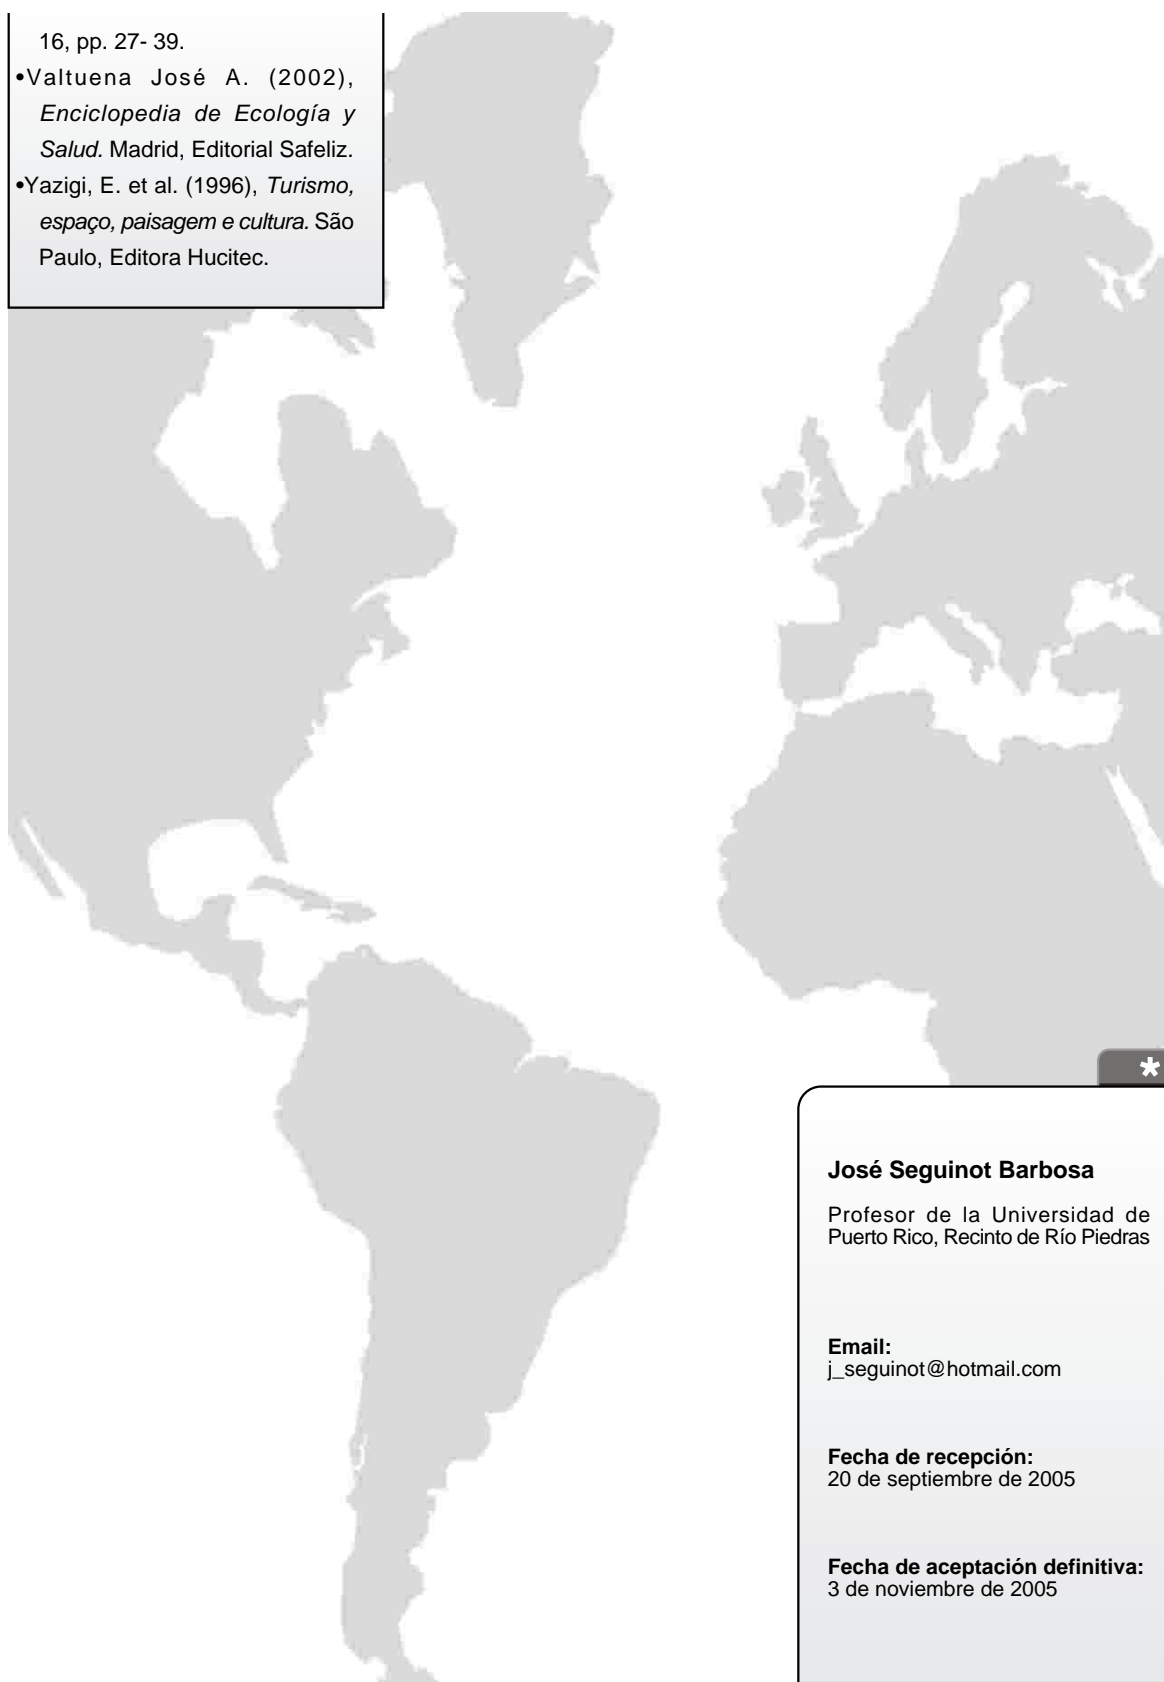 16, pp. 27- 39.
•Valtuena José A. (2002),
Enciclopedia de Ecología y
Salud. Madrid, Editorial Safeliz.
•Yazigi, E. et al. (1996), Turismo,
espaço, paisagem e cultura. São
Paulo, Editora Hucitec.
*
José Seguinot Barbosa
Profesor de la Universidad de
Puerto Rico, Recinto de Río Piedras
Email:
j_seguinot@hotmail.com
Fecha de recepción:
20 de septiembre de 2005
Fecha de aceptación definitiva:
3 de noviembre de 2005